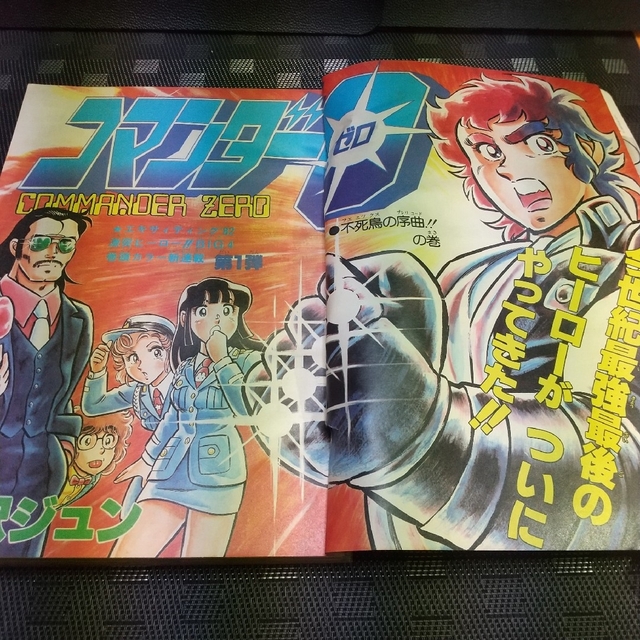 コマンダー0
ゼロ
COMMANDER ZERO
第1弾
●不死鳥の序曲!!
の巻
今世紀最強最後の
ヒーローが ついに
やってきた!!
ジュン